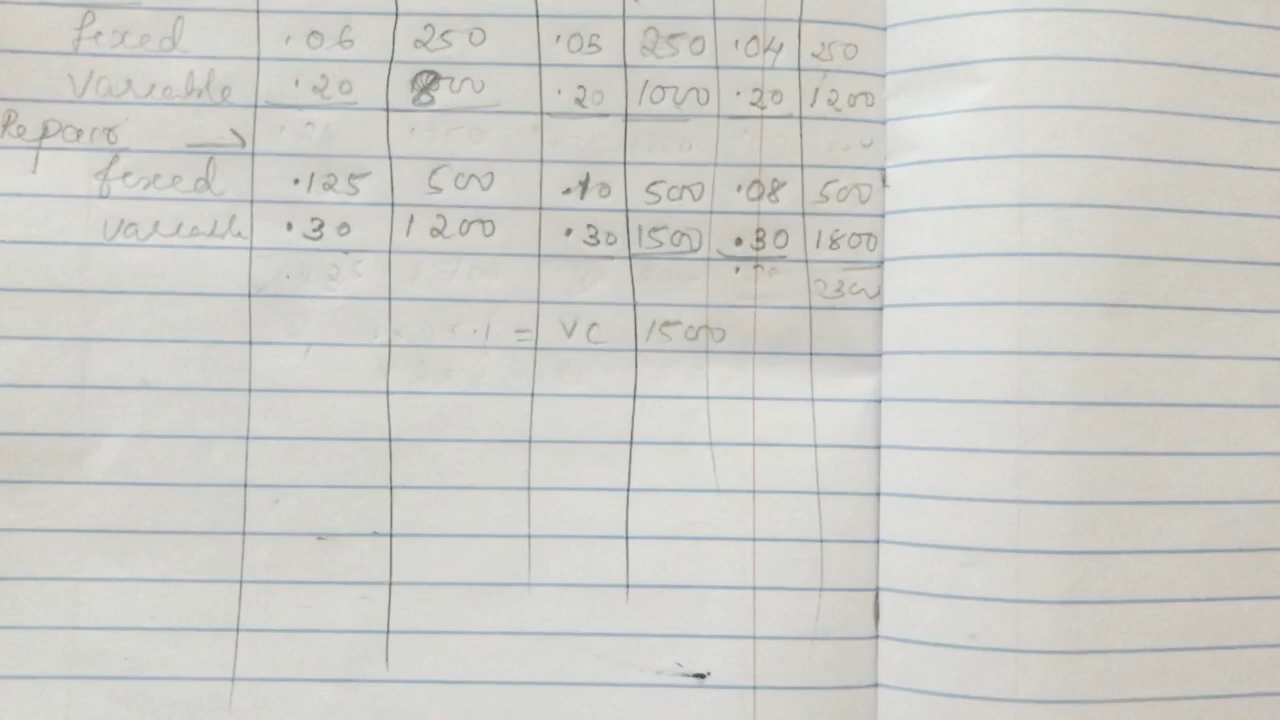 fixed .06 250 .05 250 .04 250
Variable .20 800 .20 1000 .20 1200
Repair →
fixed .125 500 .10 500 .08 500
variable .30 1200 .30 1500 .30 1800
2300
= VC 1500